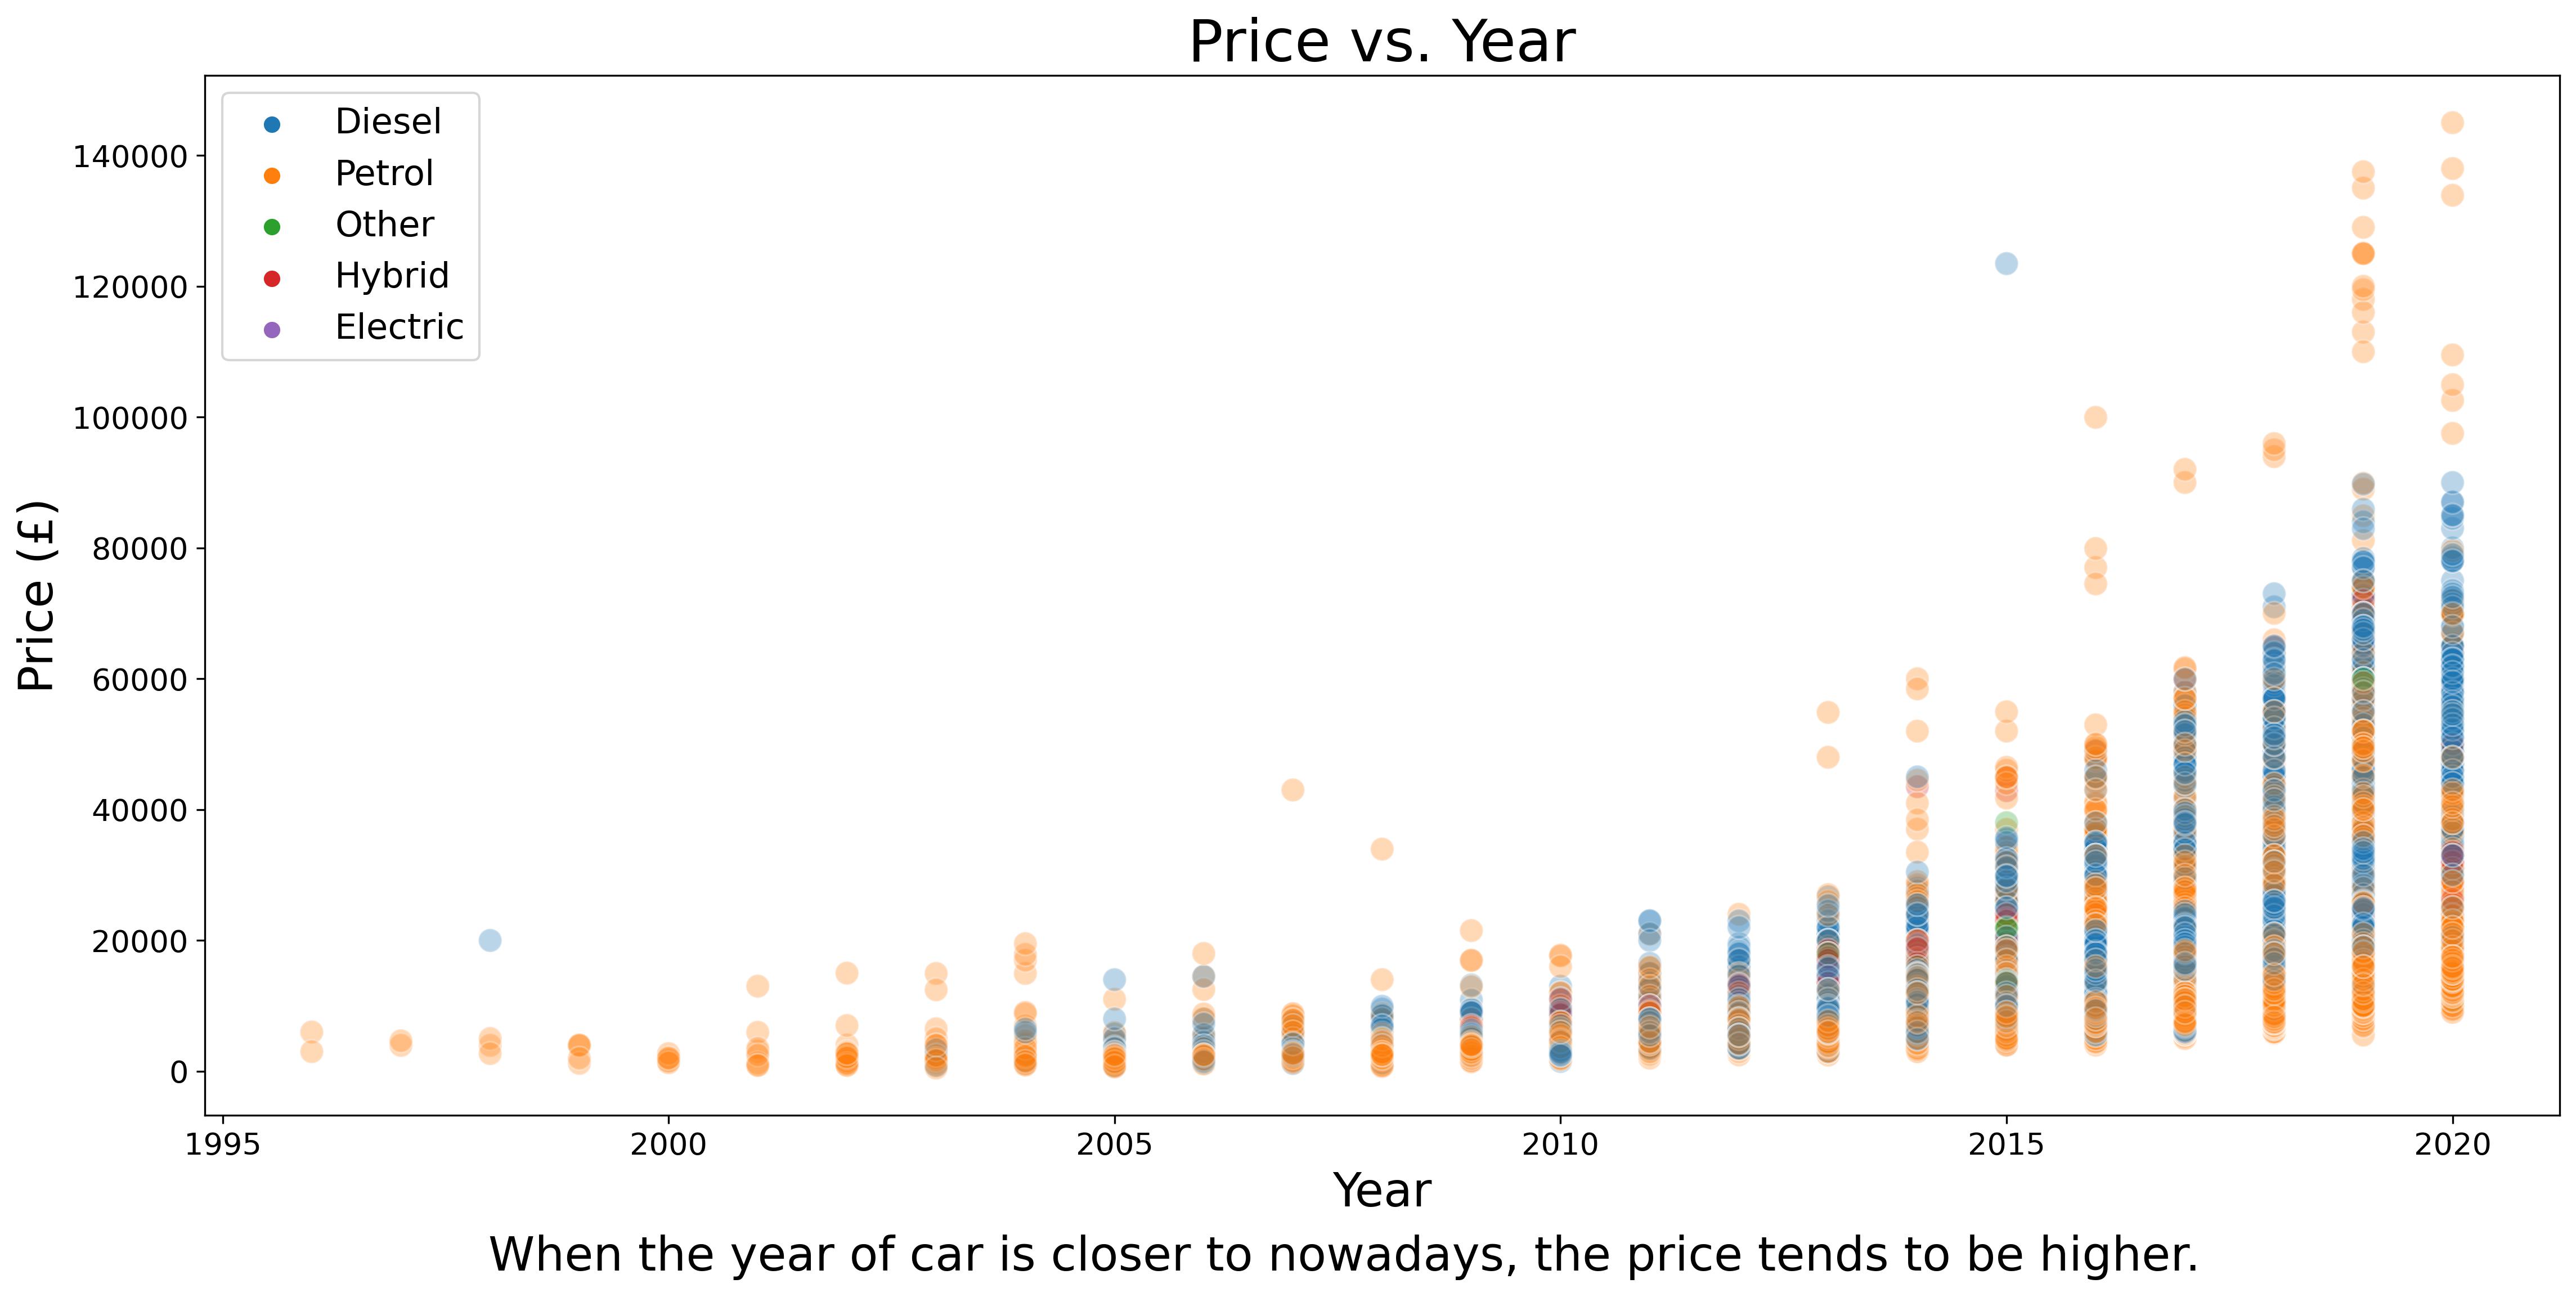 Price vs. Year
Diesel
Petrol
Other
Hybrid
Electric
140000
120000
100000
80000
60000
40000
20000
0
Price (£)
1995 2000 2005 2010 2015 2020
Year
When the year of car is closer to nowadays, the price tends to be higher.